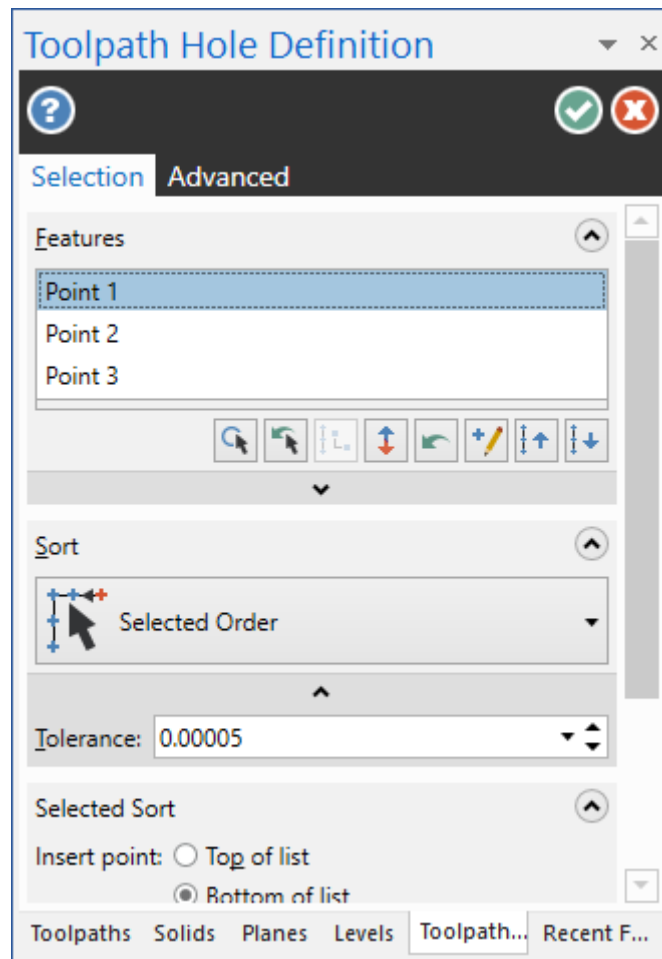 Toolpath Hole Definition
Selection Advanced
Features
Point 1
Point 2
Point 3
Sort
Selected Order
Tolerance: 0.00005
Selected Sort
Insert point: Top of list
Bottom of list
Toolpaths Solids Planes Levels Toolpath... Recent F...